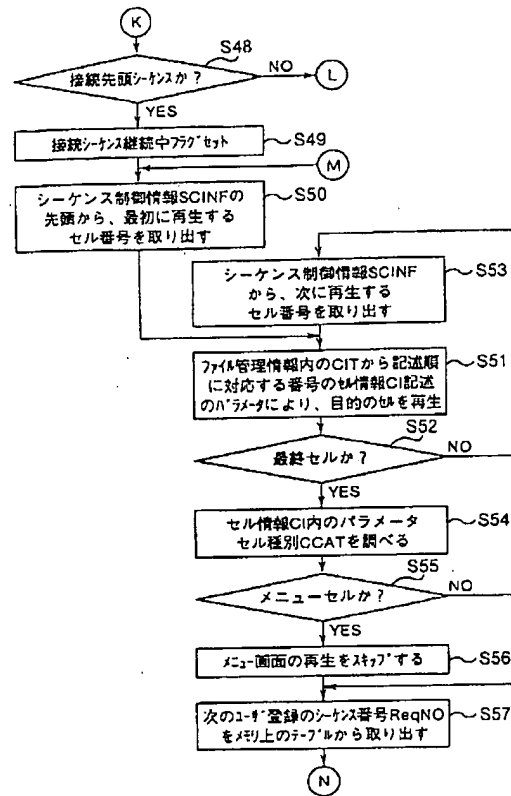 K
S48
接続先頭シーケンスか？
NO
L
YES
接続シーケンス継続中フラグセット
S49
M
シーケンス制御情報SCINFの
先頭から、最初に再生する
セル番号を取り出す
S50
シーケンス制御情報SCINF
から、次に再生する
セル番号を取り出す
S53
ファイル管理情報内のCITから記述順
に対応する番号のセル情報CI記述
のパラメータにより、目的のセルを再生
S51
S52
最終セルか？
NO
YES
セル情報CI内のパラメータ
セル種別CCATを調べる
S54
S55
メニューセルか？
NO
YES
メニュー画面の再生をスキップする
S56
次のユーザ登録のシーケンス番号ReqNO
をメモリ上のテーブルから取り出す
S57
N